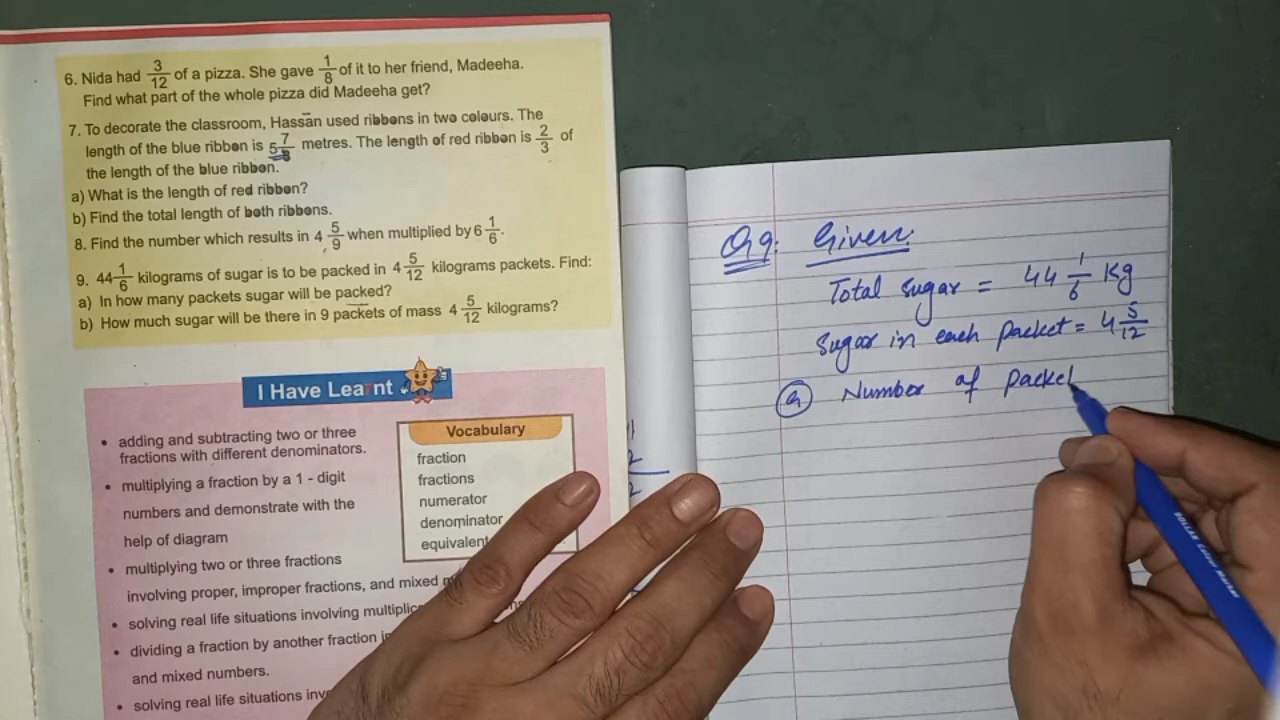 6. Nida had 3/12 of a pizza. She gave 1/8 of it to her friend, Madeeha.
Find what part of the whole pizza did Madeeha get?
7. To decorate the classroom, Hassān used ribbons in two colours. The
length of the blue ribbon is 5 7/8 metres. The length of red ribbon is 2/3 of
the length of the blue ribbon.
a) What is the length of red ribbon?
b) Find the total length of both ribbons.
8. Find the number which results in 4 5/9 when multiplied by 6 1/6.
9. 44 1/6 kilograms of sugar is to be packed in 4 5/12 kilograms packets. Find:
a) In how many packets sugar will be packed?
b) How much sugar will be there in 9 packets of mass 4 5/12 kilograms?
I Have Learnt
• adding and subtracting two or three
fractions with different denominators.
• multiplying a fraction by a 1 - digit
numbers and demonstrate with the
help of diagram
• multiplying two or three fractions
involving proper, improper fractions, and mixed
• solving real life situations involving
• dividing a fraction by another fraction
and mixed numbers.
• solving real life situations
Vocabulary
fraction
fractions
numerator
denominator
equivalent
Q9: Given:
Total sugar = 44 1/6 Kg
Sugar in each packet = 4 5/12
a Number of packet